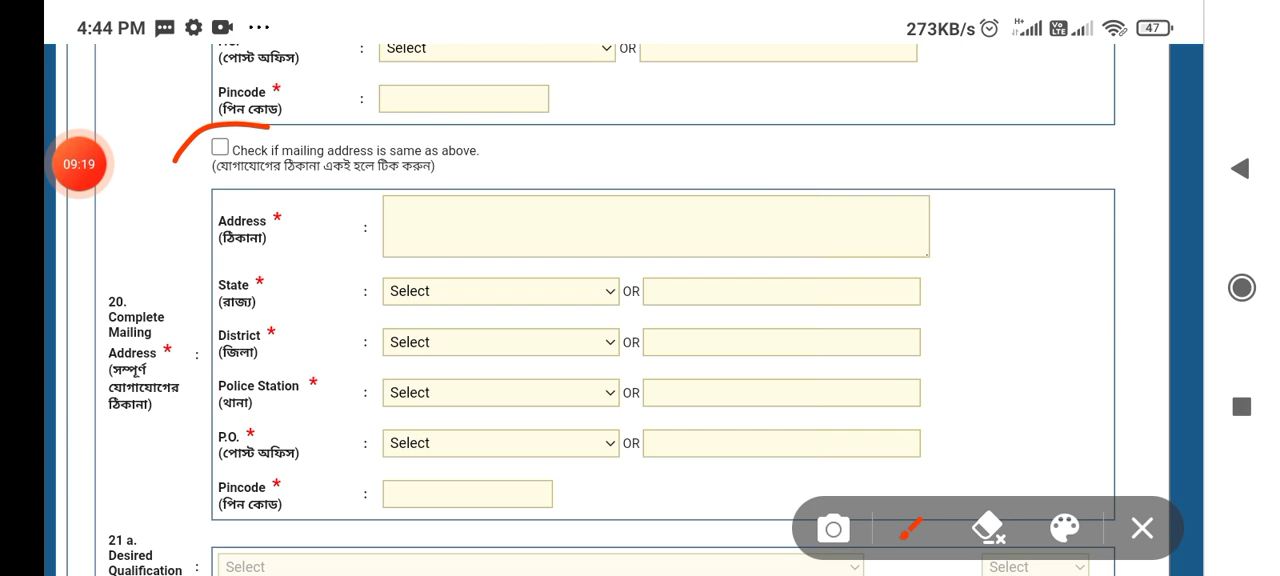 4:44 PM
273KB/s
H+
Vo
LTE
47
(পোস্ট অফিস) : Select OR
Pincode *
(পিন কোড) :
09:19
Check if mailing address is same as above.
(যোগাযোগের ঠিকানা একই হলে টিক করুন)
20.
Complete
Mailing
Address * :
(সম্পূর্ণ
যোগাযোগের
ঠিকানা)
Address *
(ঠিকানা) :
State *
(রাজ্য) : Select OR
District *
(জিলা) : Select OR
Police Station *
(থানা) : Select OR
P.O. *
(পোস্ট অফিস) : Select OR
Pincode *
(পিন কোড) :
21 a.
Desired
Qualification : Select Select